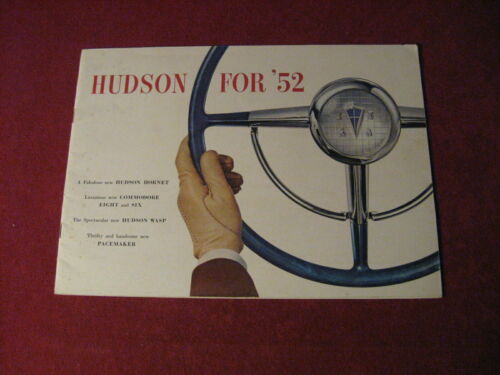 HUDSON FOR '52
A Fabulous new HUDSON HORNET
Luxurious new COMMODORE
EIGHT and SIX
The Spectacular new HUDSON WASP
Thrifty and handsome new
PACEMAKER